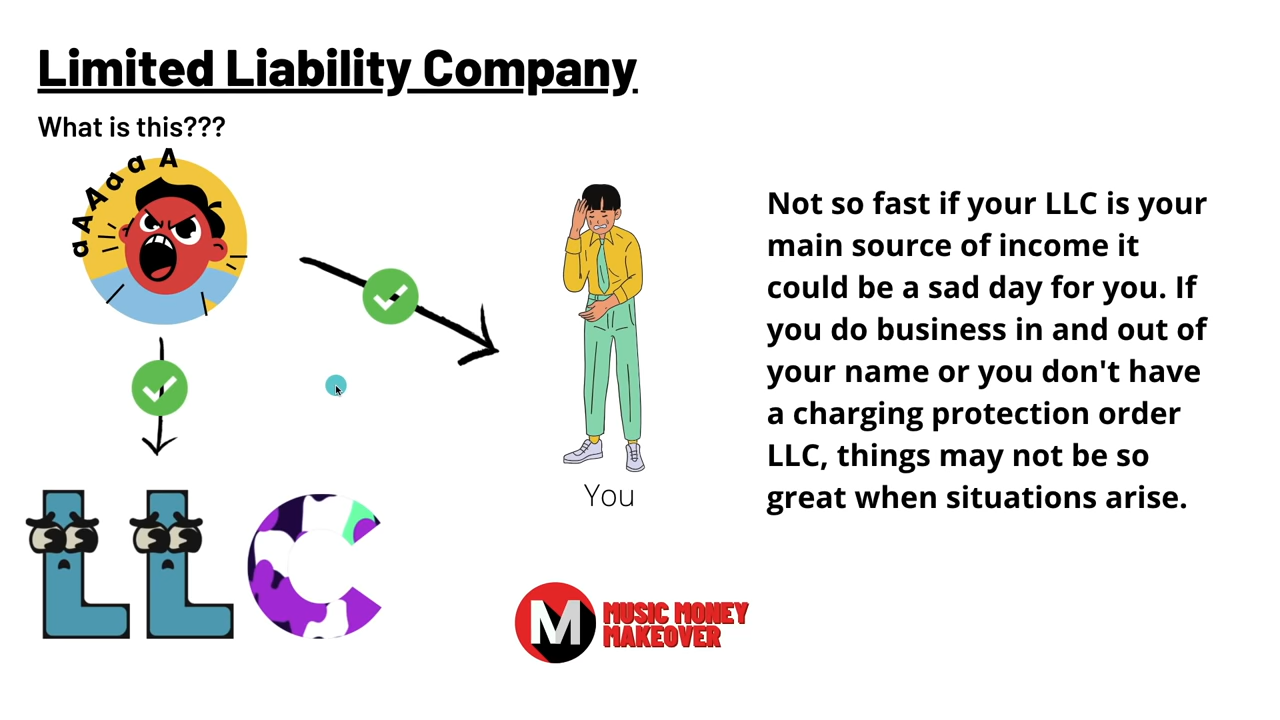 Limited Liability Company
What is this???
a A A a a A
Not so fast if your LLC is your
main source of income it
could be a sad day for you. If
you do business in and out of
your name or you don't have
a charging protection order
LLC, things may not be so
great when situations arise.
You
LLC
M MUSIC MONEY
MAKEOVER